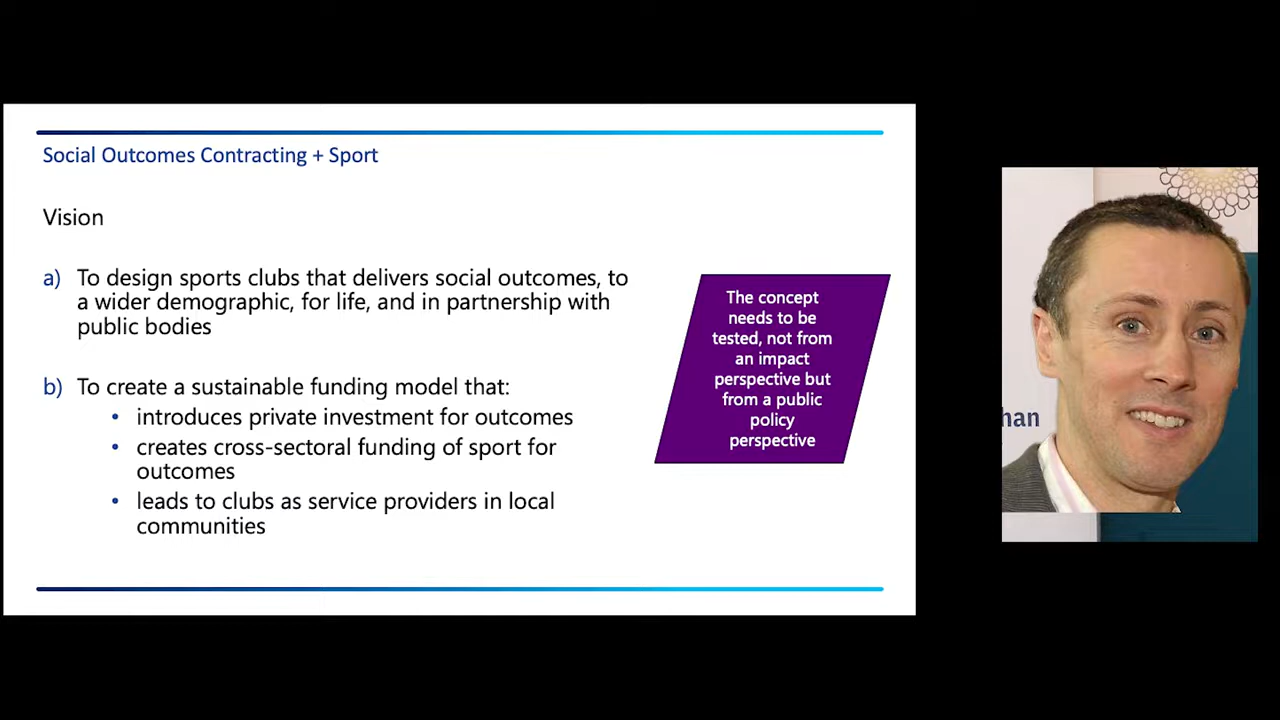 Social Outcomes Contracting + Sport
Vision
a) To design sports clubs that delivers social outcomes, to
a wider demographic, for life, and in partnership with
public bodies
b) To create a sustainable funding model that:
• introduces private investment for outcomes
• creates cross-sectoral funding of sport for
outcomes
• leads to clubs as service providers in local
communities
The concept
needs to be
tested, not from
an impact
perspective but
from a public
policy
perspective
han